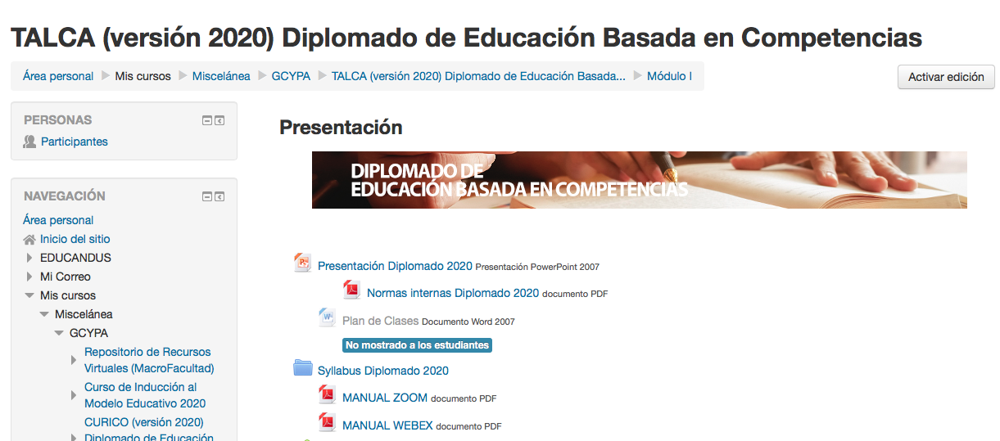 TALCA (versión 2020) Diplomado de Educación Basada en Competencias
Área personal Mis cursos Miscelánea GCYPA TALCA (versión 2020) Diplomado de Educación Basada... Módulo I
Activar edición
PERSONAS
Participantes
NAVEGACIÓN
Área personal
Inicio del sitio
EDUCANDUS
Mi Correo
Mis cursos
Miscelánea
GCYPA
Repositorio de Recursos
Virtuales (MacroFacultad)
Curso de Inducción al
Modelo Educativo 2020
CURICO (versión 2020)
Diplomado de Educación
Presentación
DIPLOMADO DE
EDUCACIÓN BASADA EN COMPETENCIAS
Presentación Diplomado 2020 Presentación PowerPoint 2007
Normas internas Diplomado 2020 documento PDF
Plan de Clases Documento Word 2007
No mostrado a los estudiantes
Syllabus Diplomado 2020
MANUAL ZOOM documento PDF
MANUAL WEBEX documento PDF